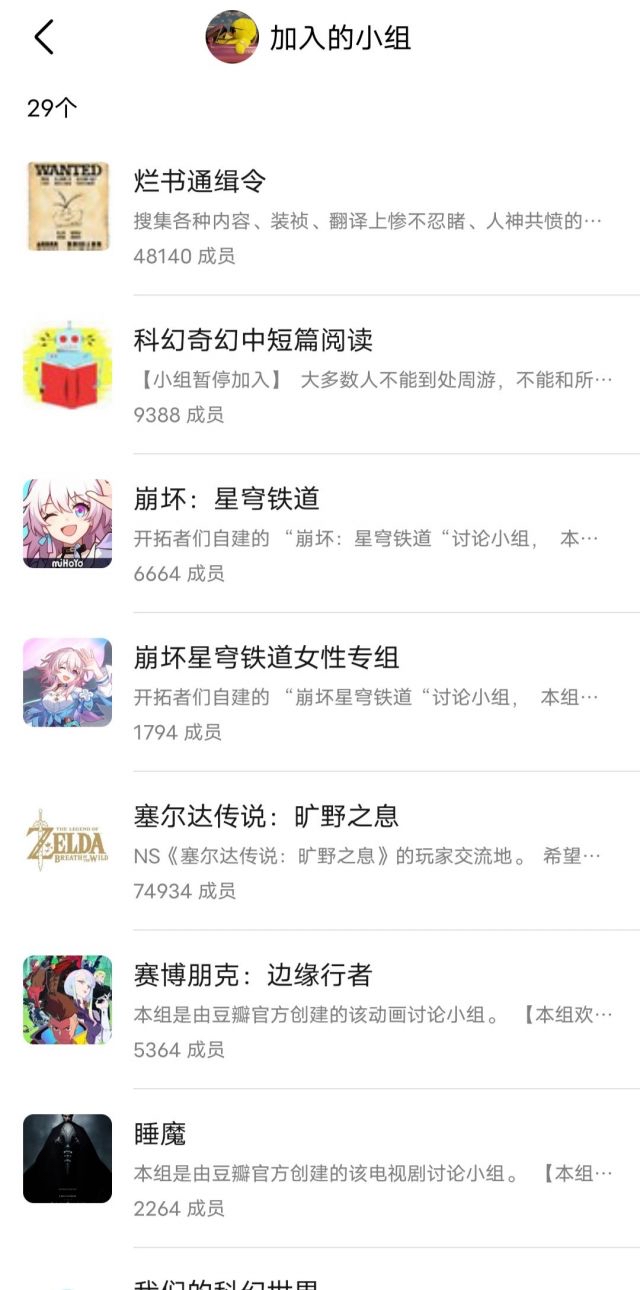 加入的小组
29个
WANTED
烂书通缉令
搜集各种内容、装祯、翻译上惨不忍睹、人神共愤的…
48140 成员
科幻奇幻中短篇阅读
【小组暂停加入】 大多数人不能到处周游，不能和所…
9388 成员
崩坏：星穹铁道
开拓者们自建的 “崩坏：星穹铁道 “讨论小组， 本…
miHoYo
6664 成员
崩坏星穹铁道女性专组
开拓者们自建的 “崩坏星穹铁道 “讨论小组， 本组…
1794 成员
塞尔达传说：旷野之息
THE LEGEND OF
ZELDA
BREATH OF THE WILD
NS《塞尔达传说：旷野之息》的玩家交流地。 希望…
74934 成员
赛博朋克：边缘行者
本组是由豆瓣官方创建的该动画讨论小组。 【本组欢…
5364 成员
睡魔
本组是由豆瓣官方创建的该电视剧讨论小组。 【本组…
2264 成员
我们的科幻世界